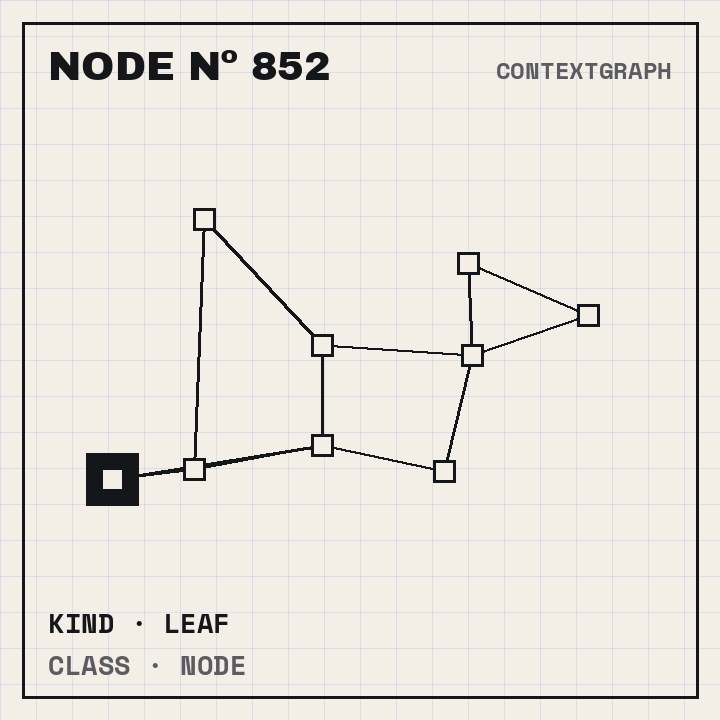 NODE Nº 852
CONTEXTGRAPH
KIND · LEAF
CLASS · NODE